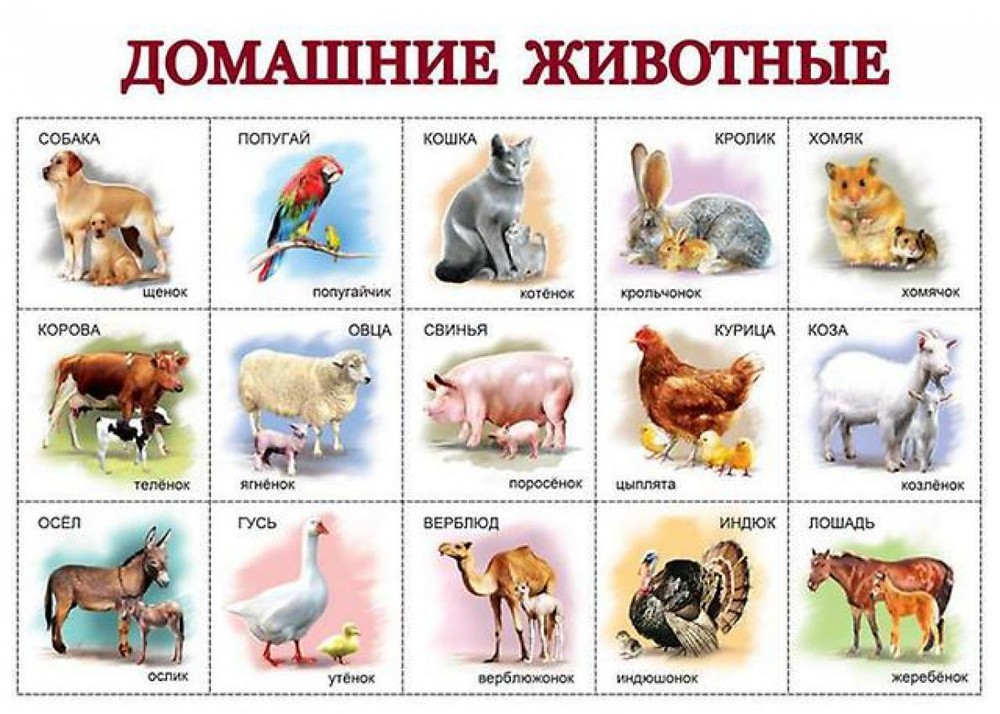 ДОМАШНИЕ ЖИВОТНЫЕ
СОБАКА
щенок
ПОПУГАЙ
попугайчик
КОШКА
котёнок
КРОЛИК
крольчонок
ХОМЯК
хомячок
КОРОВА
телёнок
ОВЦА
ягнёнок
СВИНЬЯ
поросёнок
КУРИЦА
цыплята
КОЗА
козлёнок
ОСЁЛ
ослик
ГУСЬ
утёнок
ВЕРБЛЮД
верблюжонок
ИНДЮК
индюшонок
ЛОШАДЬ
жеребёнок